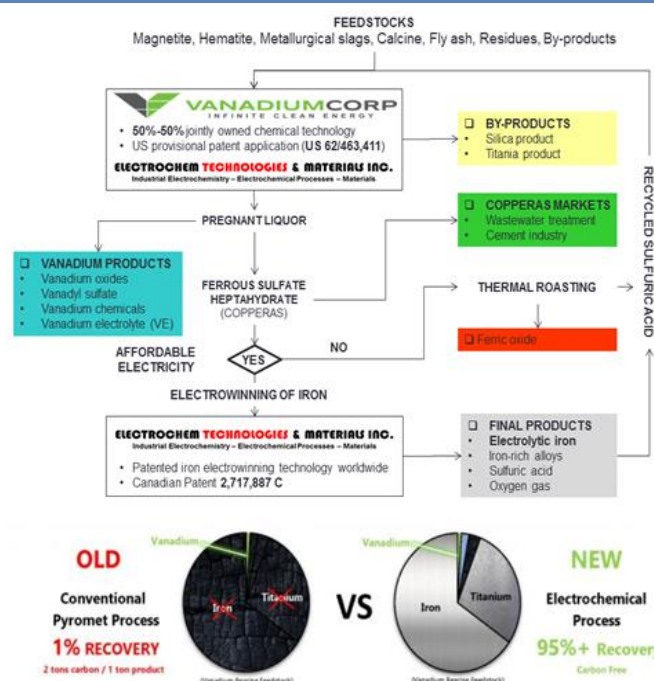 FEEDSTOCKS
Magnetite, Hematite, Metallurgical slags, Calcine, Fly ash, Residues, By-products
VANADIUMCORP
INFINITE CLEAN ENERGY
• 50%-50% jointly owned chemical technology
• US provisional patent application (US 62/463,411)
ELECTROCHEM TECHNOLOGIES & MATERIALS INC.
Industrial Electrochemistry – Electrochemical Processes – Materials
❑ BY-PRODUCTS
• Silica product
• Titania product
RECYCLED SULFURIC ACID
PREGNANT LIQUOR
❑ COPPERAS MARKETS
• Wastewater treatment
• Cement industry
❑ VANADIUM PRODUCTS
• Vanadium oxides
• Vanadyl sulfate
• Vanadium chemicals
• Vanadium electrolyte (VE)
FERROUS SULFATE
HEPTAHYDRATE
(COPPERAS)
THERMAL ROASTING
AFFORDABLE
ELECTRICITY
YES
NO
❑ Ferric oxide
ELECTROWINNING OF IRON
ELECTROCHEM TECHNOLOGIES & MATERIALS INC.
Industrial Electrochemistry – Electrochemical Processes – Materials
• Patented iron electrowinning technology worldwide
• Canadian Patent 2,717,887 C
❑ FINAL PRODUCTS
• Electrolytic iron
• Iron-rich alloys
• Sulfuric acid
• Oxygen gas
OLD
Conventional
Pyromet Process
1% RECOVERY
2 tons carbon / 1 ton product
Vanadium
Iron
Titanium
(Vanadium Bearing Feedstock)
VS
Vanadium
Iron
Titanium
(Vanadium Bearing Feedstock)
NEW
Electrochemical
Process
95%+ Recovery
Carbon Free